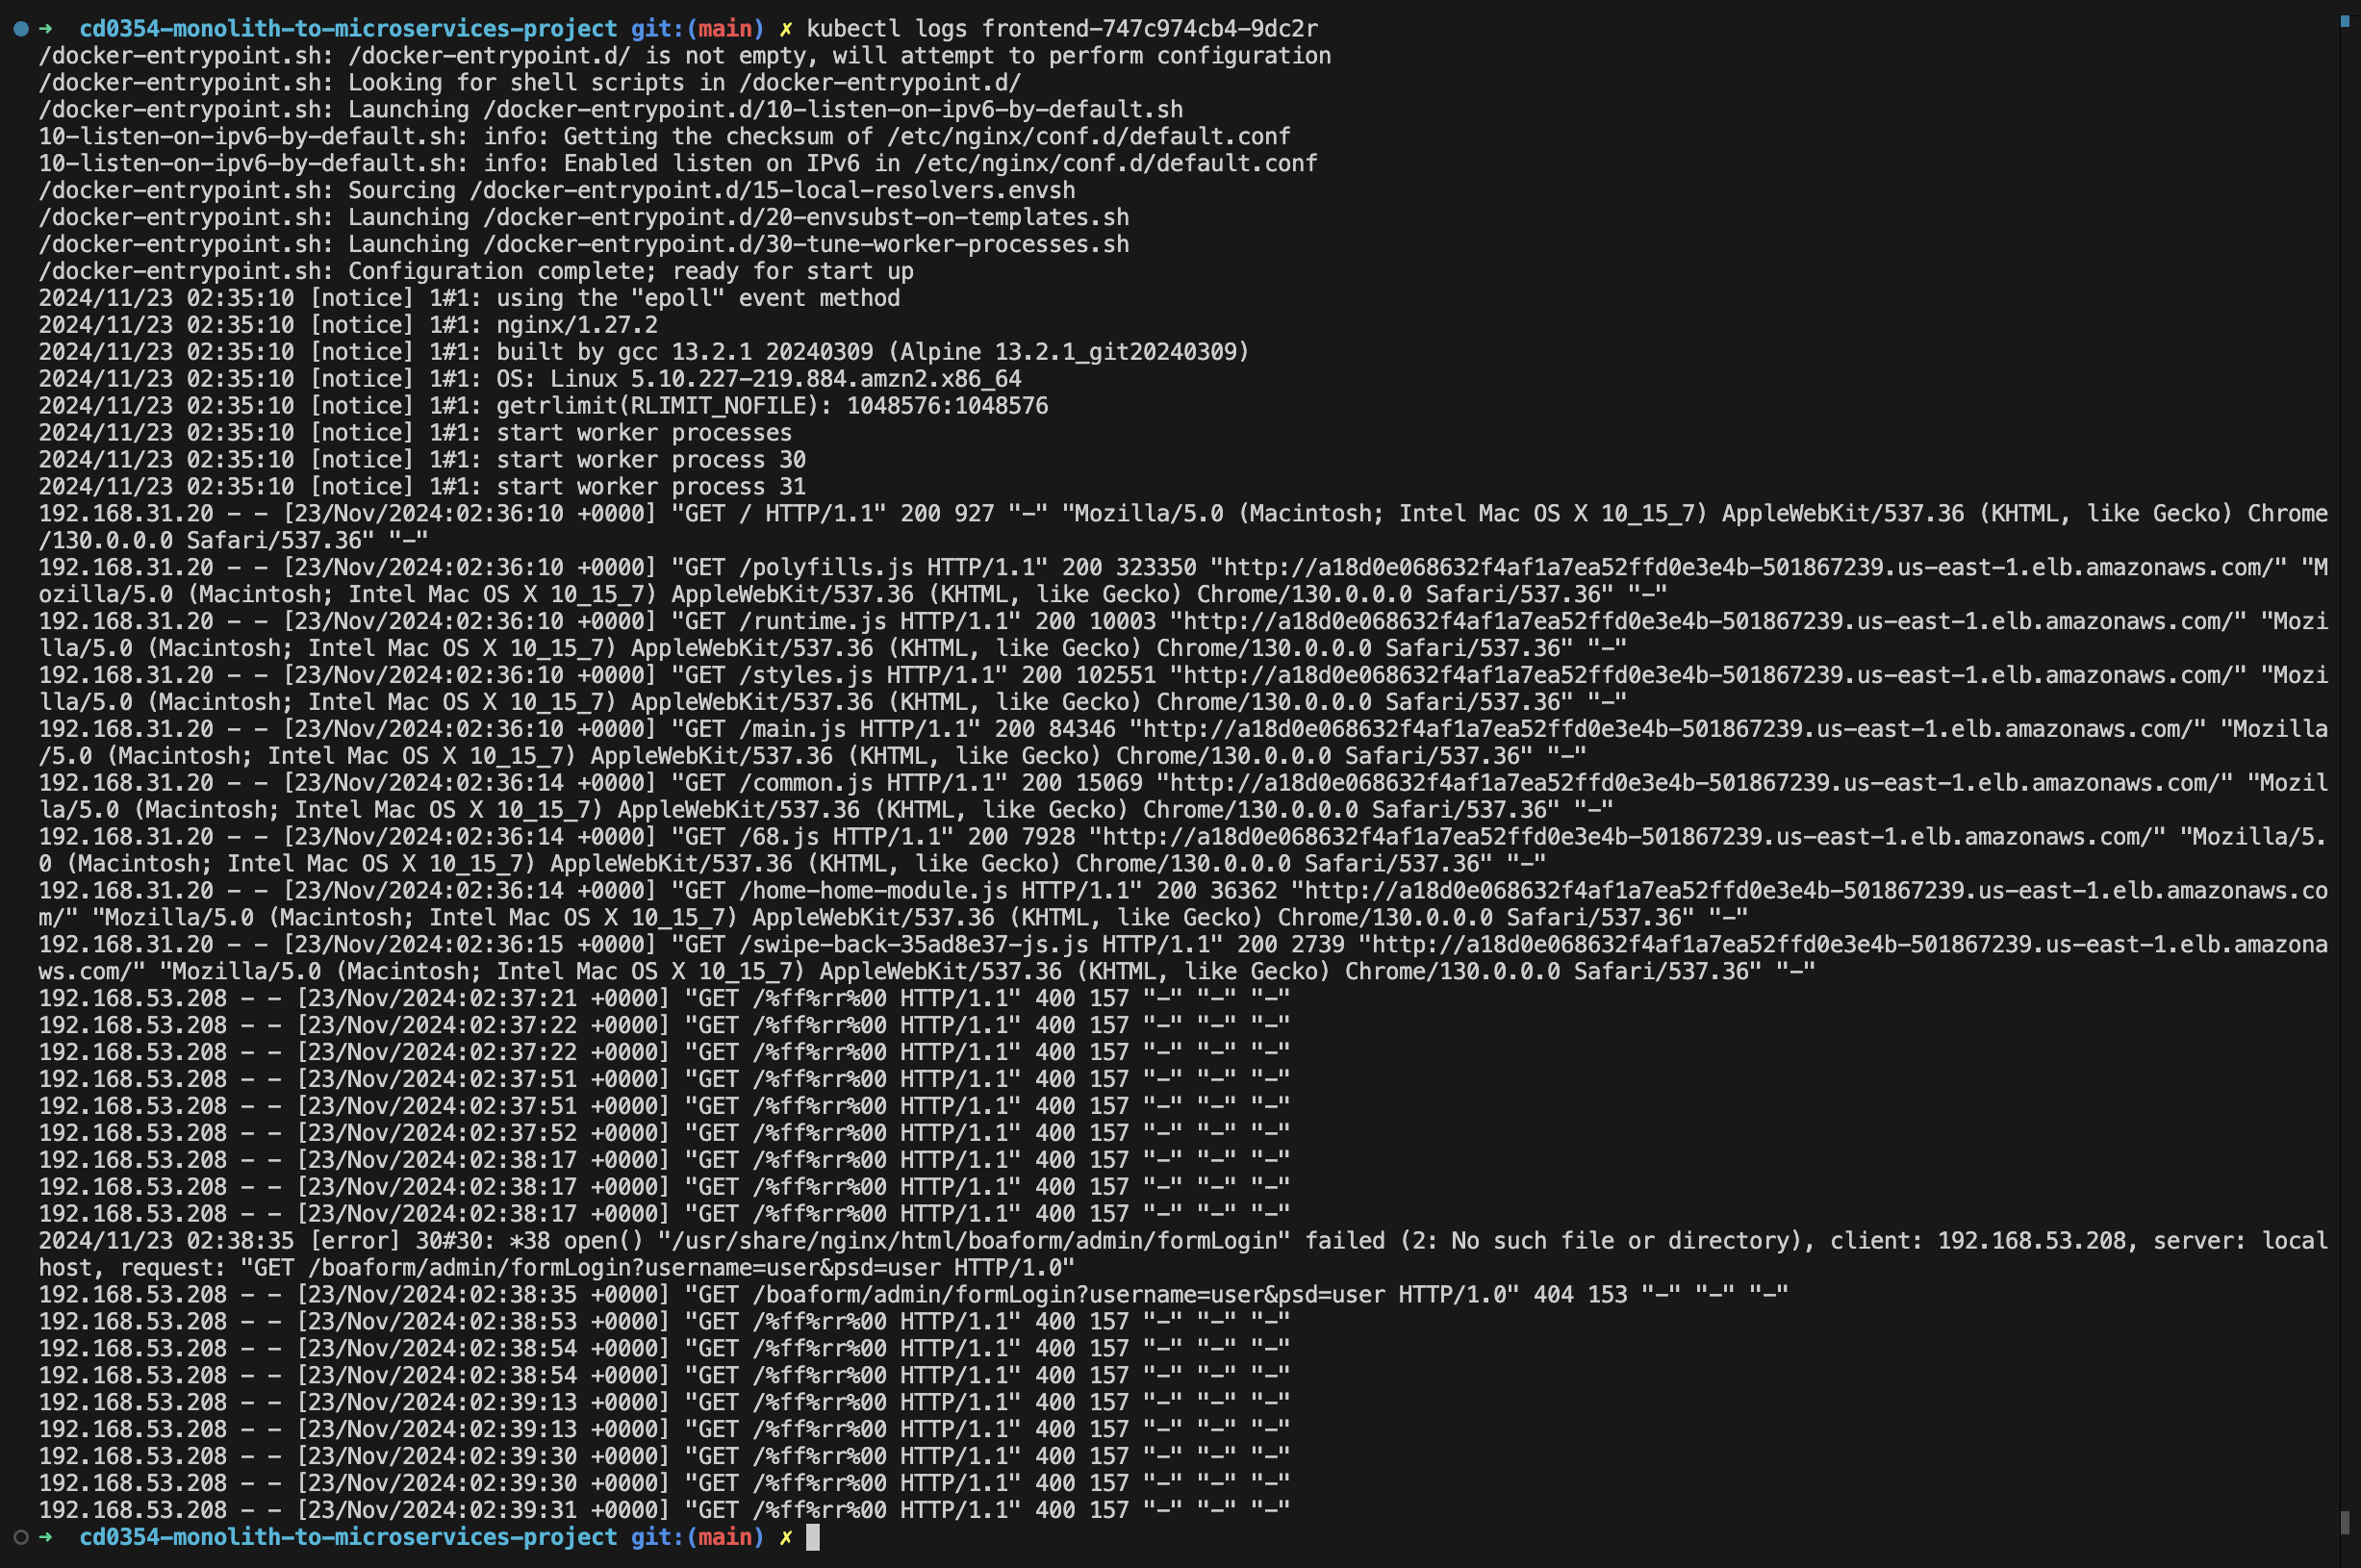 ➜  cd0354-monolith-to-microservices-project git:(main) ✗ kubectl logs frontend-747c974cb4-9dc2r
/docker-entrypoint.sh: /docker-entrypoint.d/ is not empty, will attempt to perform configuration
/docker-entrypoint.sh: Looking for shell scripts in /docker-entrypoint.d/
/docker-entrypoint.sh: Launching /docker-entrypoint.d/10-listen-on-ipv6-by-default.sh
10-listen-on-ipv6-by-default.sh: info: Getting the checksum of /etc/nginx/conf.d/default.conf
10-listen-on-ipv6-by-default.sh: info: Enabled listen on IPv6 in /etc/nginx/conf.d/default.conf
/docker-entrypoint.sh: Sourcing /docker-entrypoint.d/15-local-resolvers.envsh
/docker-entrypoint.sh: Launching /docker-entrypoint.d/20-envsubst-on-templates.sh
/docker-entrypoint.sh: Launching /docker-entrypoint.d/30-tune-worker-processes.sh
/docker-entrypoint.sh: Configuration complete; ready for start up
2024/11/23 02:35:10 [notice] 1#1: using the "epoll" event method
2024/11/23 02:35:10 [notice] 1#1: nginx/1.27.2
2024/11/23 02:35:10 [notice] 1#1: built by gcc 13.2.1 20240309 (Alpine 13.2.1_git20240309)
2024/11/23 02:35:10 [notice] 1#1: OS: Linux 5.10.227-219.884.amzn2.x86_64
2024/11/23 02:35:10 [notice] 1#1: getrlimit(RLIMIT_NOFILE): 1048576:1048576
2024/11/23 02:35:10 [notice] 1#1: start worker processes
2024/11/23 02:35:10 [notice] 1#1: start worker process 30
2024/11/23 02:35:10 [notice] 1#1: start worker process 31
192.168.31.20 - - [23/Nov/2024:02:36:10 +0000] "GET / HTTP/1.1" 200 927 "-" "Mozilla/5.0 (Macintosh; Intel Mac OS X 10_15_7) AppleWebKit/537.36 (KHTML, like Gecko) Chrome
/130.0.0.0 Safari/537.36" "-"
192.168.31.20 - - [23/Nov/2024:02:36:10 +0000] "GET /polyfills.js HTTP/1.1" 200 323350 "http://a18d0e068632f4af1a7ea52ffd0e3e4b-501867239.us-east-1.elb.amazonaws.com/" "M
ozilla/5.0 (Macintosh; Intel Mac OS X 10_15_7) AppleWebKit/537.36 (KHTML, like Gecko) Chrome/130.0.0.0 Safari/537.36" "-"
192.168.31.20 - - [23/Nov/2024:02:36:10 +0000] "GET /runtime.js HTTP/1.1" 200 10003 "http://a18d0e068632f4af1a7ea52ffd0e3e4b-501867239.us-east-1.elb.amazonaws.com/" "Mozi
lla/5.0 (Macintosh; Intel Mac OS X 10_15_7) AppleWebKit/537.36 (KHTML, like Gecko) Chrome/130.0.0.0 Safari/537.36" "-"
192.168.31.20 - - [23/Nov/2024:02:36:10 +0000] "GET /styles.js HTTP/1.1" 200 102551 "http://a18d0e068632f4af1a7ea52ffd0e3e4b-501867239.us-east-1.elb.amazonaws.com/" "Mozi
lla/5.0 (Macintosh; Intel Mac OS X 10_15_7) AppleWebKit/537.36 (KHTML, like Gecko) Chrome/130.0.0.0 Safari/537.36" "-"
192.168.31.20 - - [23/Nov/2024:02:36:10 +0000] "GET /main.js HTTP/1.1" 200 84346 "http://a18d0e068632f4af1a7ea52ffd0e3e4b-501867239.us-east-1.elb.amazonaws.com/" "Mozilla
/5.0 (Macintosh; Intel Mac OS X 10_15_7) AppleWebKit/537.36 (KHTML, like Gecko) Chrome/130.0.0.0 Safari/537.36" "-"
192.168.31.20 - - [23/Nov/2024:02:36:14 +0000] "GET /common.js HTTP/1.1" 200 15069 "http://a18d0e068632f4af1a7ea52ffd0e3e4b-501867239.us-east-1.elb.amazonaws.com/" "Mozil
la/5.0 (Macintosh; Intel Mac OS X 10_15_7) AppleWebKit/537.36 (KHTML, like Gecko) Chrome/130.0.0.0 Safari/537.36" "-"
192.168.31.20 - - [23/Nov/2024:02:36:14 +0000] "GET /68.js HTTP/1.1" 200 7928 "http://a18d0e068632f4af1a7ea52ffd0e3e4b-501867239.us-east-1.elb.amazonaws.com/" "Mozilla/5.
0 (Macintosh; Intel Mac OS X 10_15_7) AppleWebKit/537.36 (KHTML, like Gecko) Chrome/130.0.0.0 Safari/537.36" "-"
192.168.31.20 - - [23/Nov/2024:02:36:14 +0000] "GET /home-home-module.js HTTP/1.1" 200 36362 "http://a18d0e068632f4af1a7ea52ffd0e3e4b-501867239.us-east-1.elb.amazonaws.co
m/" "Mozilla/5.0 (Macintosh; Intel Mac OS X 10_15_7) AppleWebKit/537.36 (KHTML, like Gecko) Chrome/130.0.0.0 Safari/537.36" "-"
192.168.31.20 - - [23/Nov/2024:02:36:15 +0000] "GET /swipe-back-35ad8e37-js.js HTTP/1.1" 200 2739 "http://a18d0e068632f4af1a7ea52ffd0e3e4b-501867239.us-east-1.elb.amazona
ws.com/" "Mozilla/5.0 (Macintosh; Intel Mac OS X 10_15_7) AppleWebKit/537.36 (KHTML, like Gecko) Chrome/130.0.0.0 Safari/537.36" "-"
192.168.53.208 - - [23/Nov/2024:02:37:21 +0000] "GET /%ff%rr%00 HTTP/1.1" 400 157 "-" "-" "-"
192.168.53.208 - - [23/Nov/2024:02:37:22 +0000] "GET /%ff%rr%00 HTTP/1.1" 400 157 "-" "-" "-"
192.168.53.208 - - [23/Nov/2024:02:37:22 +0000] "GET /%ff%rr%00 HTTP/1.1" 400 157 "-" "-" "-"
192.168.53.208 - - [23/Nov/2024:02:37:51 +0000] "GET /%ff%rr%00 HTTP/1.1" 400 157 "-" "-" "-"
192.168.53.208 - - [23/Nov/2024:02:37:51 +0000] "GET /%ff%rr%00 HTTP/1.1" 400 157 "-" "-" "-"
192.168.53.208 - - [23/Nov/2024:02:37:52 +0000] "GET /%ff%rr%00 HTTP/1.1" 400 157 "-" "-" "-"
192.168.53.208 - - [23/Nov/2024:02:38:17 +0000] "GET /%ff%rr%00 HTTP/1.1" 400 157 "-" "-" "-"
192.168.53.208 - - [23/Nov/2024:02:38:17 +0000] "GET /%ff%rr%00 HTTP/1.1" 400 157 "-" "-" "-"
192.168.53.208 - - [23/Nov/2024:02:38:17 +0000] "GET /%ff%rr%00 HTTP/1.1" 400 157 "-" "-" "-"
2024/11/23 02:38:35 [error] 30#30: *38 open() "/usr/share/nginx/html/boaform/admin/formLogin" failed (2: No such file or directory), client: 192.168.53.208, server: local
host, request: "GET /boaform/admin/formLogin?username=user&psd=user HTTP/1.0"
192.168.53.208 - - [23/Nov/2024:02:38:35 +0000] "GET /boaform/admin/formLogin?username=user&psd=user HTTP/1.0" 404 153 "-" "-" "-"
192.168.53.208 - - [23/Nov/2024:02:38:53 +0000] "GET /%ff%rr%00 HTTP/1.1" 400 157 "-" "-" "-"
192.168.53.208 - - [23/Nov/2024:02:38:54 +0000] "GET /%ff%rr%00 HTTP/1.1" 400 157 "-" "-" "-"
192.168.53.208 - - [23/Nov/2024:02:38:54 +0000] "GET /%ff%rr%00 HTTP/1.1" 400 157 "-" "-" "-"
192.168.53.208 - - [23/Nov/2024:02:39:13 +0000] "GET /%ff%rr%00 HTTP/1.1" 400 157 "-" "-" "-"
192.168.53.208 - - [23/Nov/2024:02:39:13 +0000] "GET /%ff%rr%00 HTTP/1.1" 400 157 "-" "-" "-"
192.168.53.208 - - [23/Nov/2024:02:39:30 +0000] "GET /%ff%rr%00 HTTP/1.1" 400 157 "-" "-" "-"
192.168.53.208 - - [23/Nov/2024:02:39:30 +0000] "GET /%ff%rr%00 HTTP/1.1" 400 157 "-" "-" "-"
192.168.53.208 - - [23/Nov/2024:02:39:31 +0000] "GET /%ff%rr%00 HTTP/1.1" 400 157 "-" "-" "-"
➜  cd0354-monolith-to-microservices-project git:(main) ✗